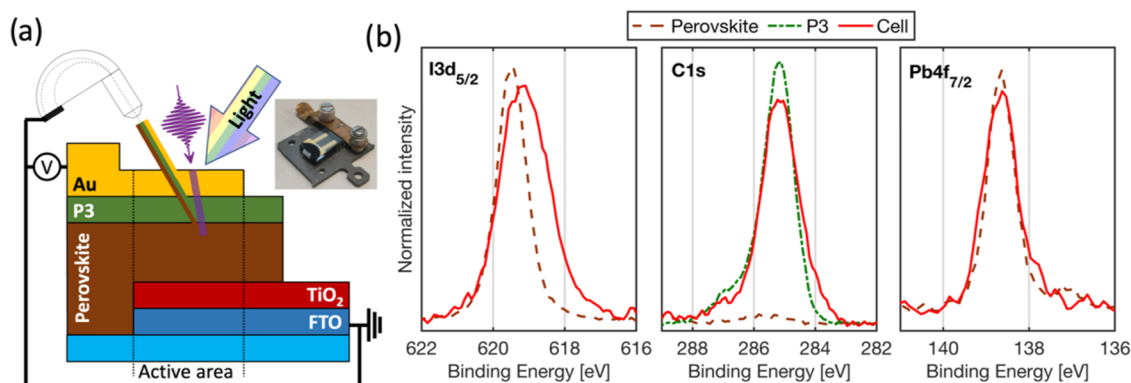 (a)
Light
V
Au
P3
Perovskite
TiO2
FTO
Active area
(b)
Perovskite P3 Cell
Normalized intensity
I3d5/2
622 620 618 616
Binding Energy [eV]
C1s
288 286 284 282
Binding Energy [eV]
Pb4f7/2
140 138 136
Binding Energy [eV]